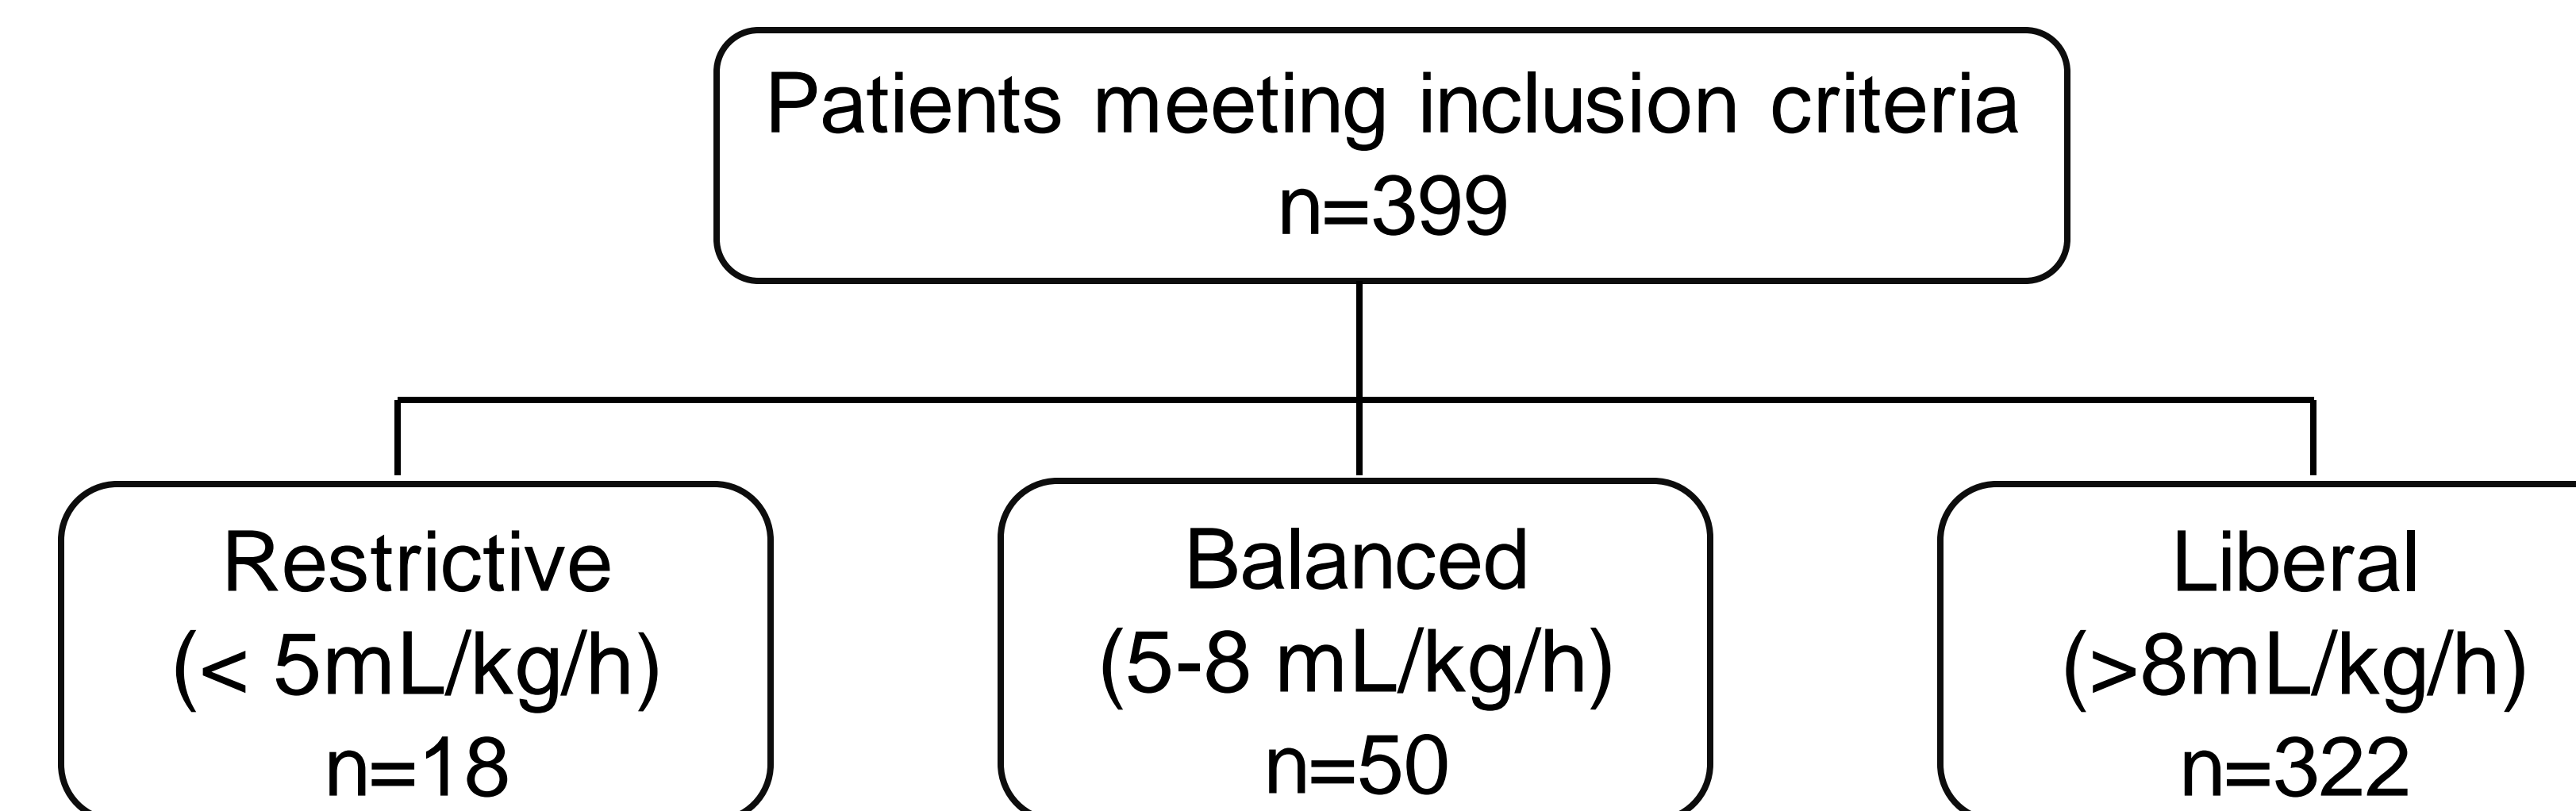 Patients meeting inclusion criteria
n=399
Restrictive
(< 5mL/kg/h)
n=18
Balanced
(5-8 mL/kg/h)
n=50
Liberal
(>8mL/kg/h)
n=322